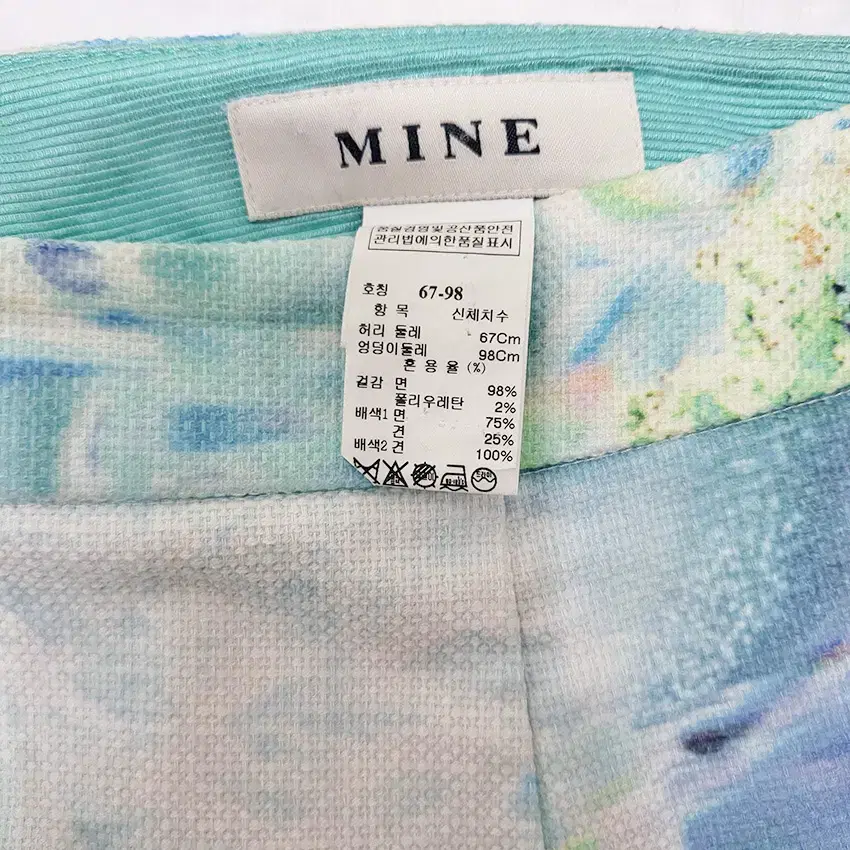 MINE
품질경영및공산품안전
관리법에의한품질표시
호칭 67-98
항 목 신체치수
허리 둘레 67Cm
엉덩이둘레 98Cm
혼 용 율 (%)
겉감 면 98%
폴리우레탄 2%
배색1 면 75%
견 25%
배색2 견 100%